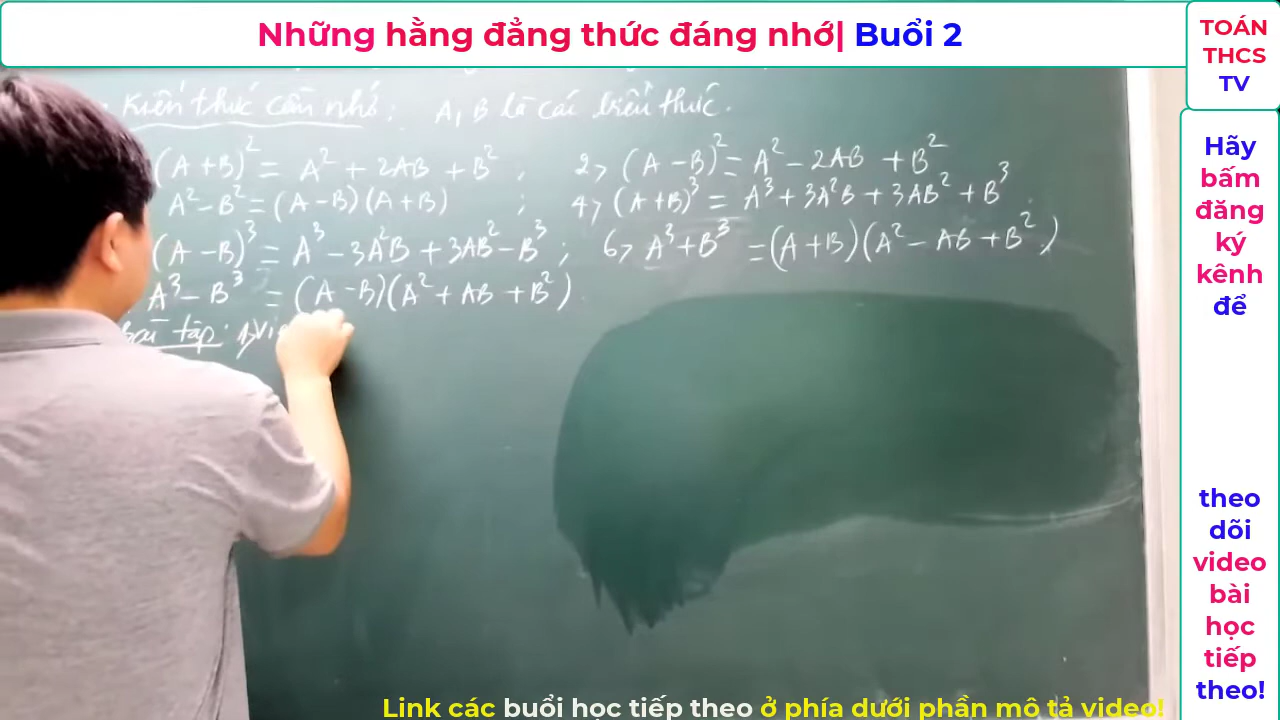 Những hằng đẳng thức đáng nhớ| Buổi 2
TOÁN
THCS
TV
Kiến thức cần nhớ: A, B là các biểu thức.
(A+B)² = A² + 2AB + B² ; 2> (A-B)² = A² - 2AB + B²
A² - B² = (A-B)(A+B) ; 4> (A+B)³ = A³ + 3A²B + 3AB² + B³
(A-B)³ = A³ - 3A²B + 3AB² - B³ ; 6> A³ + B³ = (A+B)(A² - AB + B²)
A³ - B³ = (A-B)(A² + AB + B²)
Bài tập: 1> Vi
Hãy
bấm
đăng
ký
kênh
để
theo
dõi
video
bài
học
tiếp
theo!
Link các buổi học tiếp theo ở phía dưới phần mô tả video!